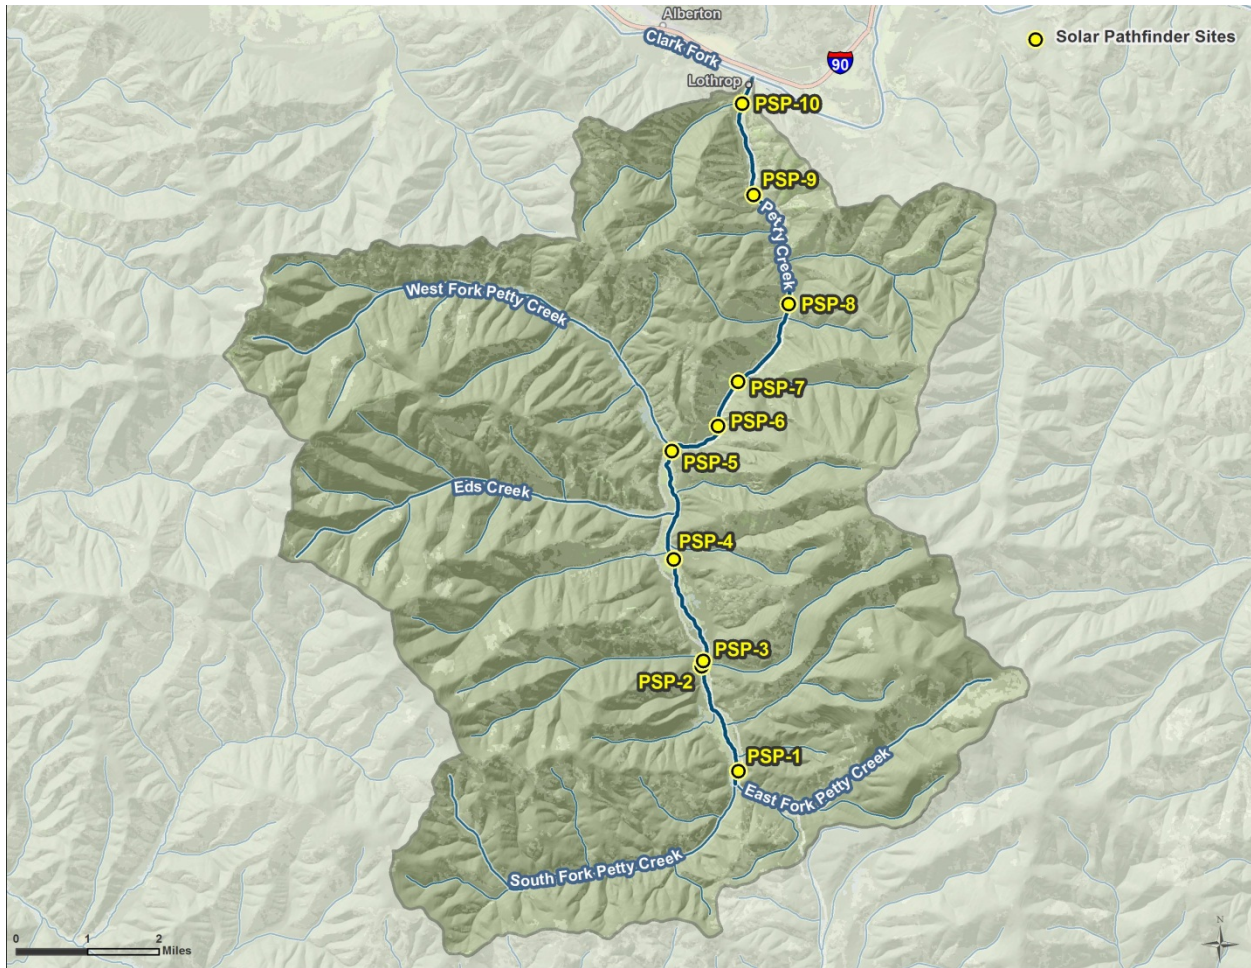 Alberton
Clark Fork
Solar Pathfinder Sites
90
Lothrop
PSP-10
PSP-9
Petty Creek
West Fork Petty Creek
PSP-8
PSP-7
PSP-6
PSP-5
Eds Creek
PSP-4
PSP-3
PSP-2
PSP-1
East Fork Petty Creek
South Fork Petty Creek
0 1 2
Miles
N